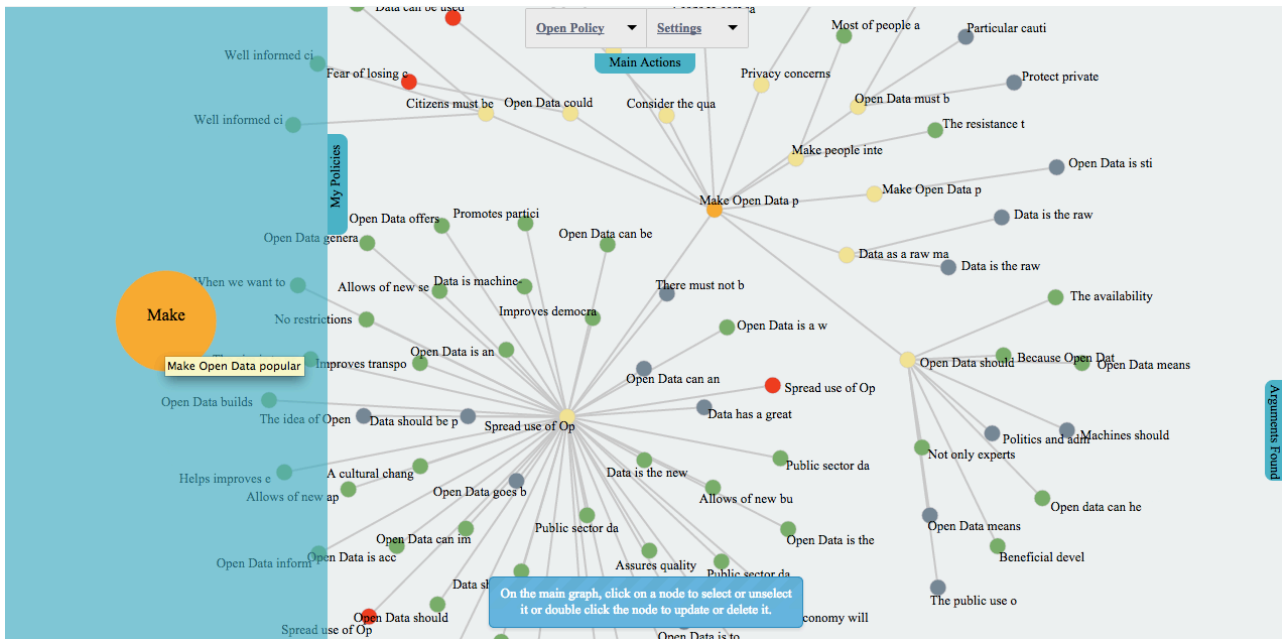 Data can be used
Open Policy
Settings
Most of people a
Particular cauti
Well informed ci
Main Actions
Fear of losing c
Privacy concerns
Protect private
Citizens must be
Open Data could
Consider the qua
Open Data must b
Well informed ci
The resistance t
My Policies
Make people inte
Open Data is sti
Make Open Data p
Make Open Data p
Open Data offers
Promotes partici
Data is the raw
Open Data genera
Open Data can be
Data as a raw ma
Data is the raw
When we want to
Allows of new se
Data is machine-
There must not b
The availability
Make
No restrictions
Improves democra
Open Data is a w
Open Data is an
Improves transpo
Make Open Data popular
Open Data should
Because Open Dat
Open Data means
Open Data can an
Spread use of Op
Open Data builds
Arguments Found
The idea of Open
Data should be p
Spread use of Op
Data has a great
Politics and adm
Machines should
Not only experts
Helps improves e
A cultural chang
Data is the new
Public sector da
Allows of new ap
Open Data goes b
Allows of new bu
Open data can he
Public sector da
Open Data means
Open Data can im
Open Data is the
Open Data inform
Open Data is acc
Assures quality
Beneficial devel
Public sector da
Data sh
On the main graph, click on a node to select or unselect
it or double click the node to update or delete it.
The public use o
Open Data should
conomy will
Spread use of Op
Open Data is to